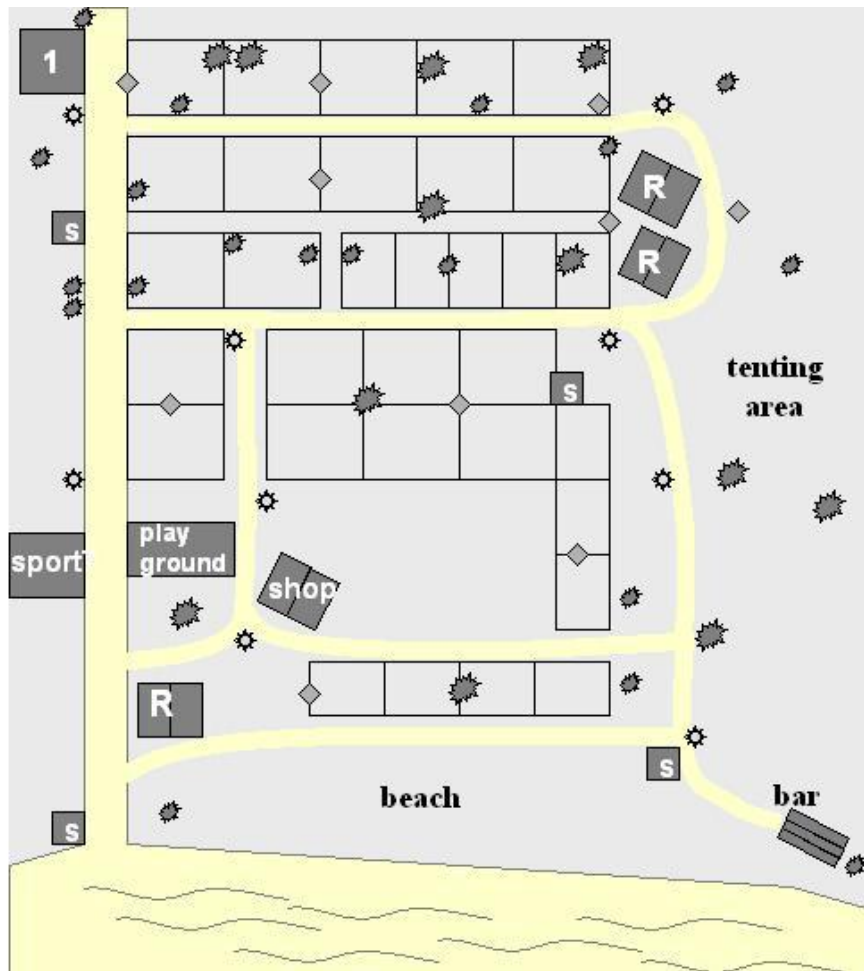 1
R
s
R
tenting
area
s
sport
play
ground
shop
R
s
beach
bar
s